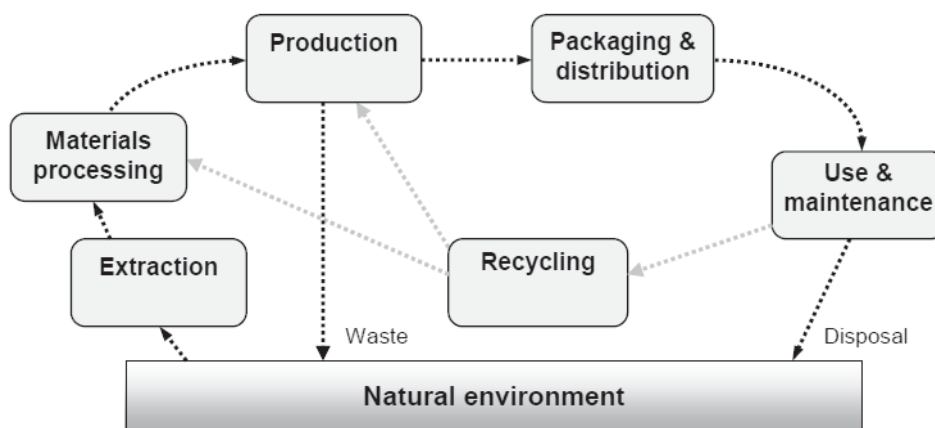 Production
Packaging &
distribution
Materials
processing
Use &
maintenance
Extraction
Recycling
Waste
Disposal
Natural environment